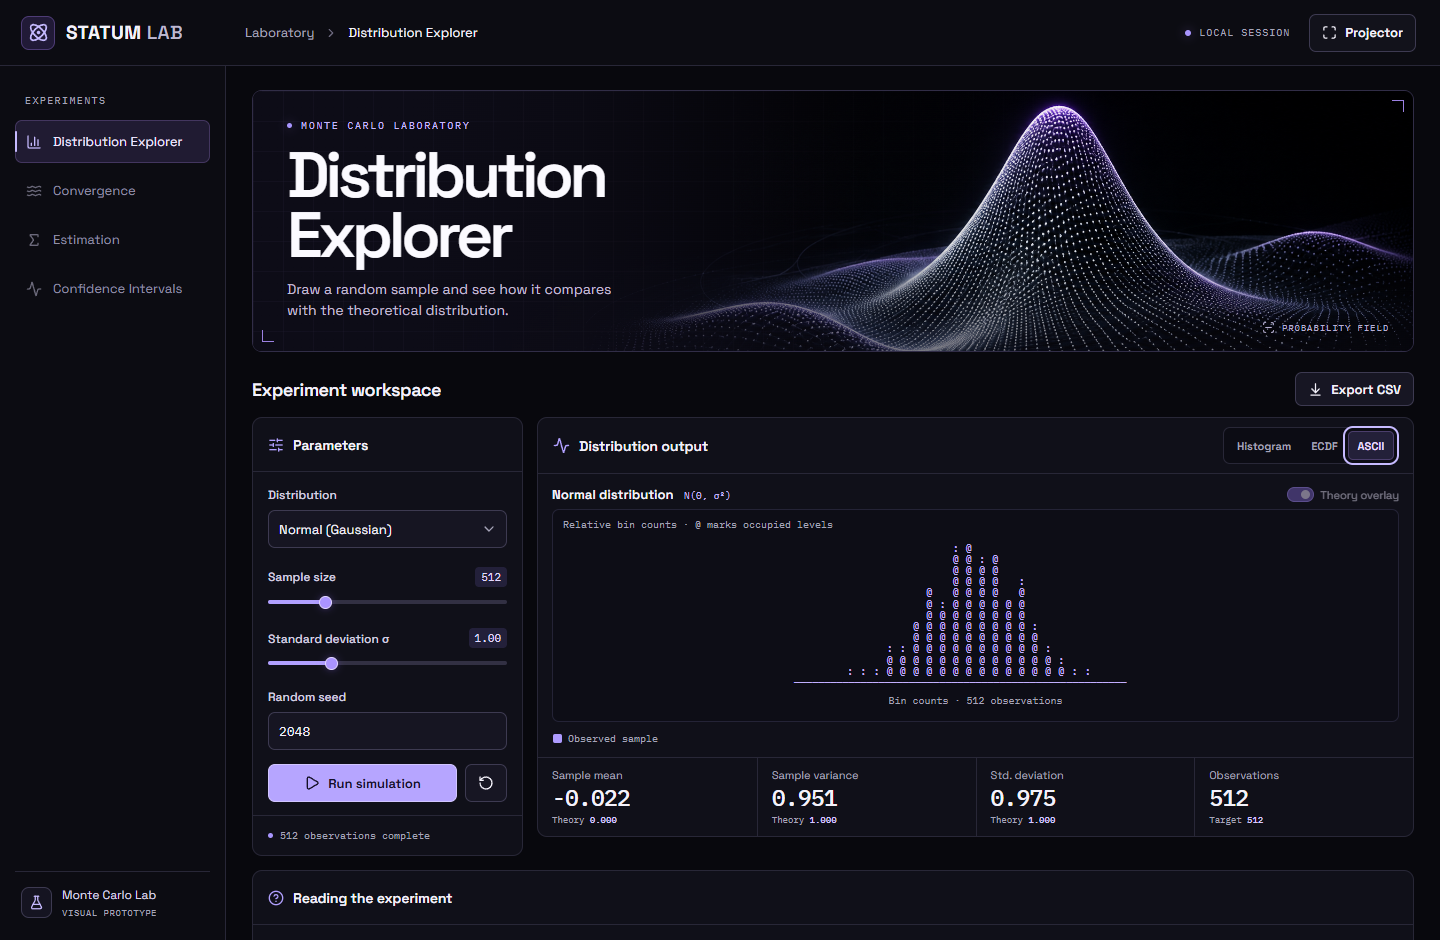 STATUM LAB
Laboratory > Distribution Explorer
LOCAL SESSION
Projector
EXPERIMENTS
Distribution Explorer
Convergence
Estimation
Confidence Intervals
Monte Carlo Lab
VISUAL PROTOTYPE
MONTE CARLO LABORATORY
Distribution
Explorer
Draw a random sample and see how it compares
with the theoretical distribution.
PROBABILITY FIELD
Experiment workspace
Export CSV
Parameters
Distribution
Normal (Gaussian)
Sample size
512
Standard deviation σ
1.00
Random seed
2048
Run simulation
512 observations complete
Distribution output
Histogram
ECDF
ASCII
Normal distribution N(0, σ²)
Theory overlay
Relative bin counts · @ marks occupied levels
: @
@ @ : @
@ @ @ @
@ @ @ @ :
@ @ @ @ @ @
@ : @ @ @ @ @ @
@ @ @ @ @ @ @ @
@ @ @ @ @ @ @ @ @ :
@ @ @ @ @ @ @ @ @ @
: : @ @ @ @ @ @ @ @ @ @ :
@ @ @ @ @ @ @ @ @ @ @ @ @ :
: : : @ @ @ @ @ @ @ @ @ @ @ @ @ @ : :
Bin counts · 512 observations
Observed sample
Sample mean
-0.022
Theory 0.000
Sample variance
0.951
Theory 1.000
Std. deviation
0.975
Theory 1.000
Observations
512
Target 512
Reading the experiment